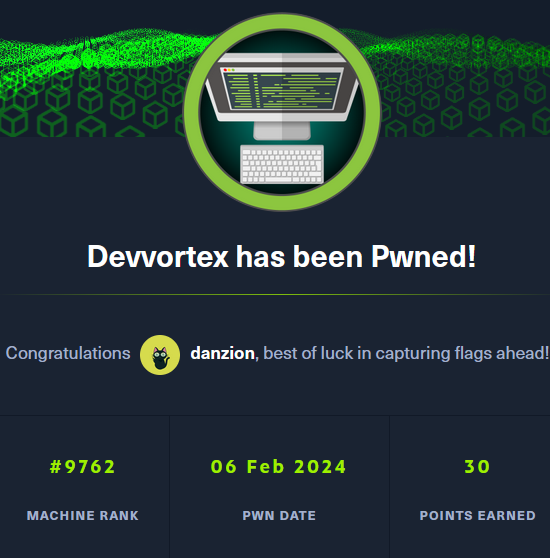 Devvortex has been Pwned!
Congratulations danzion, best of luck in capturing flags ahead!
#9762 06 Feb 2024 30
MACHINE RANK PWN DATE POINTS EARNED